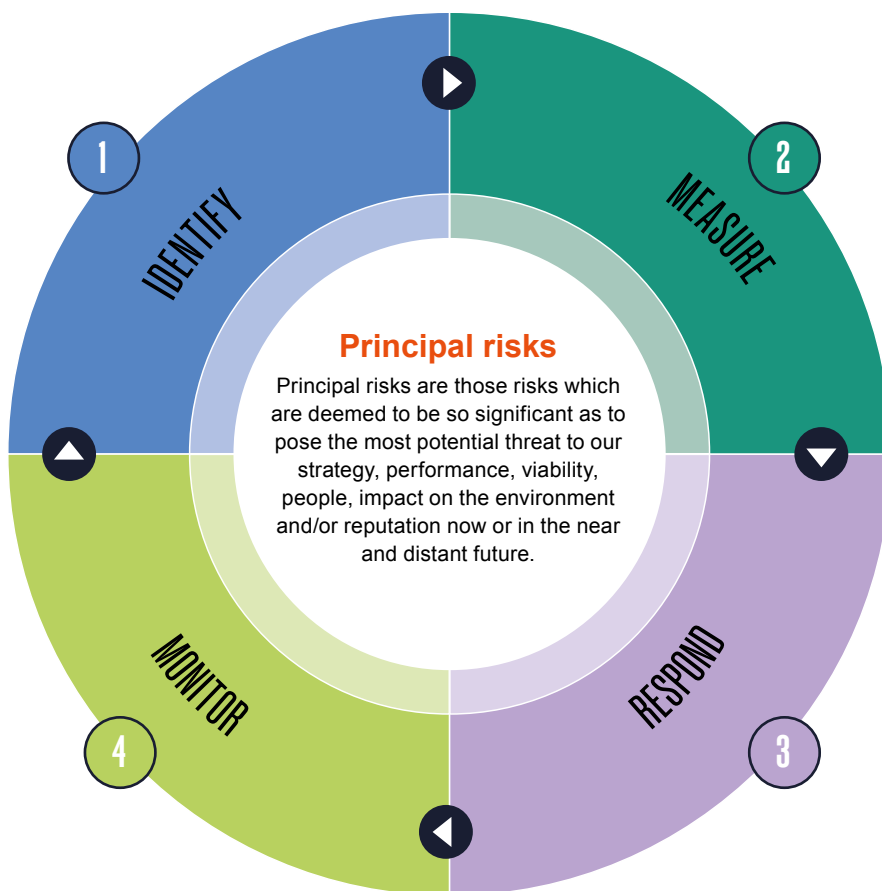 1
IDENTIFY
2
MEASURE
Principal risks
Principal risks are those risks which
are deemed to be so significant as to
pose the most potential threat to our
strategy, performance, viability,
people, impact on the environment
and/or reputation now or in the near
and distant future.
3
RESPOND
4
MONITOR